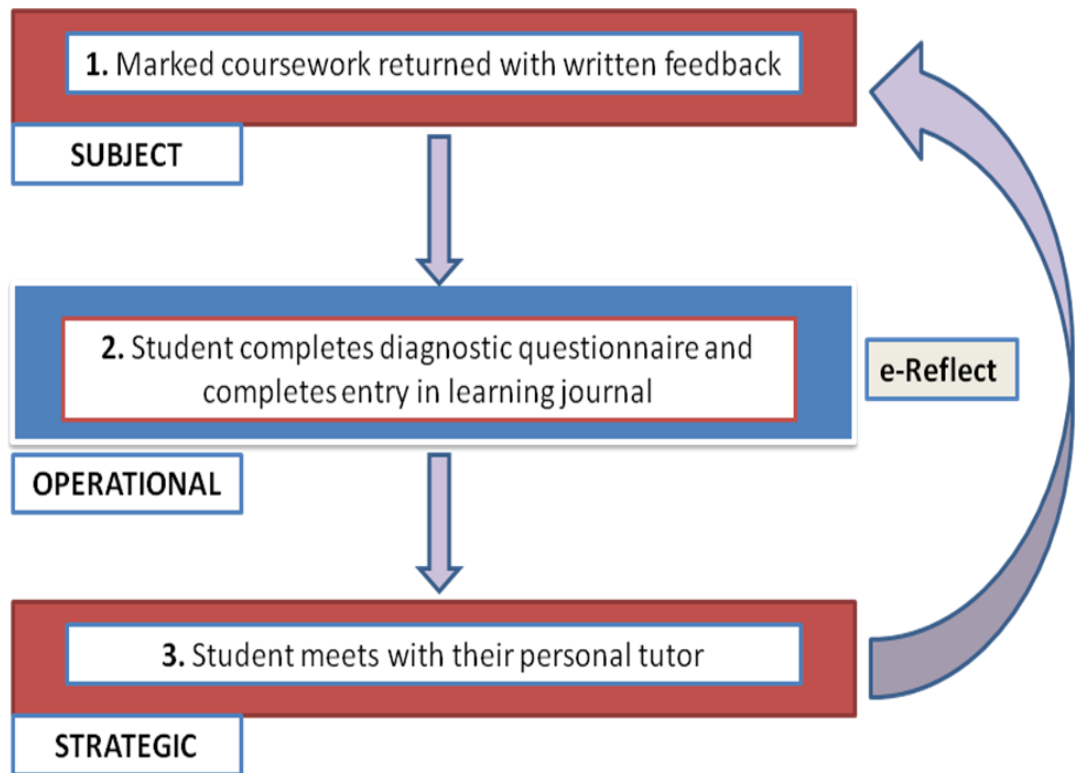 1. Marked coursework returned with written feedback
SUBJECT
2. Student completes diagnostic questionnaire and
completes entry in learning journal
e-Reflect
OPERATIONAL
3. Student meets with their personal tutor
STRATEGIC